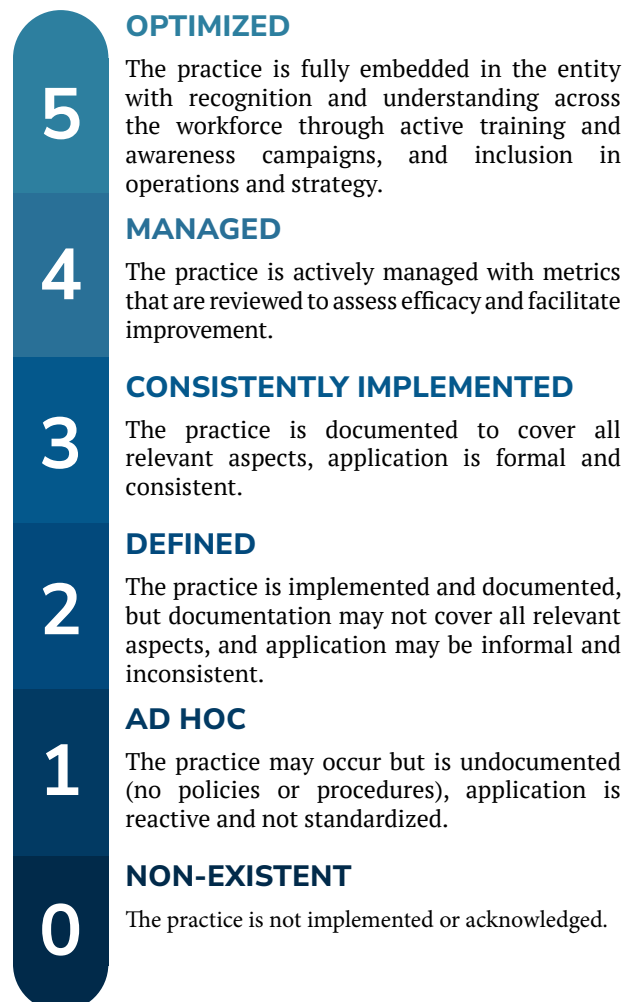 5
OPTIMIZED
The practice is fully embedded in the entity
with recognition and understanding across
the workforce through active training and
awareness campaigns, and inclusion in
operations and strategy.
4
MANAGED
The practice is actively managed with metrics
that are reviewed to assess efficacy and facilitate
improvement.
3
CONSISTENTLY IMPLEMENTED
The practice is documented to cover all
relevant aspects, application is formal and
consistent.
2
DEFINED
The practice is implemented and documented,
but documentation may not cover all relevant
aspects, and application may be informal and
inconsistent.
1
AD HOC
The practice may occur but is undocumented
(no policies or procedures), application is
reactive and not standardized.
0
NON-EXISTENT
The practice is not implemented or acknowledged.